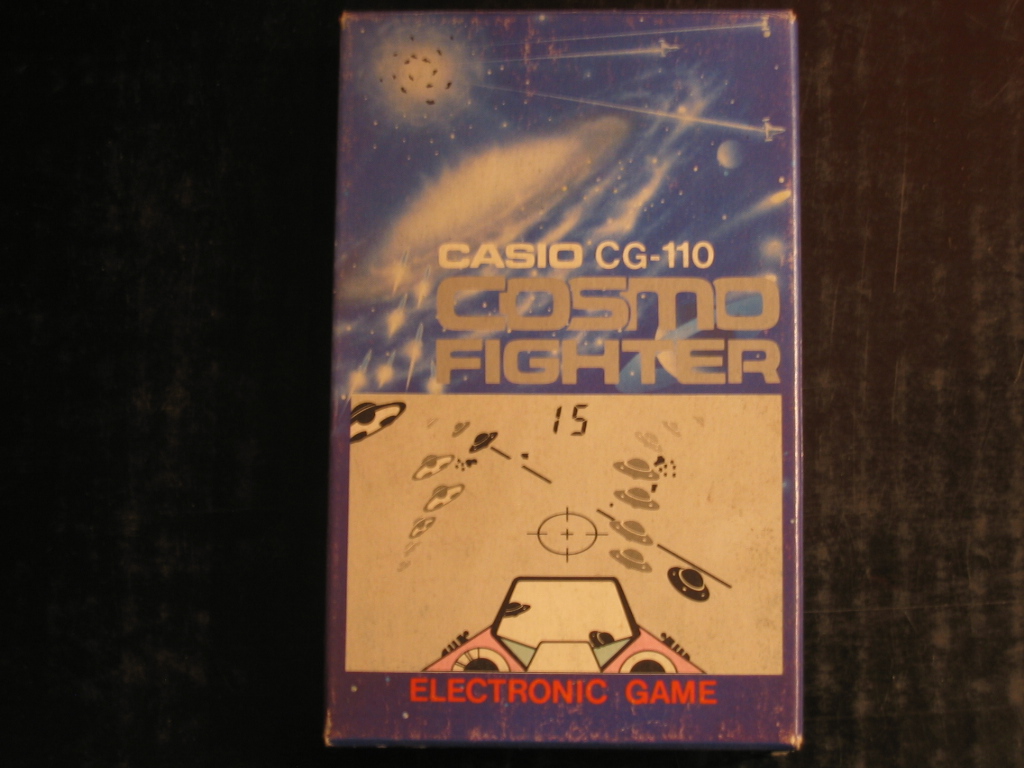 CASIO CG-110
COSMO
FIGHTER
15
ELECTRONIC GAME